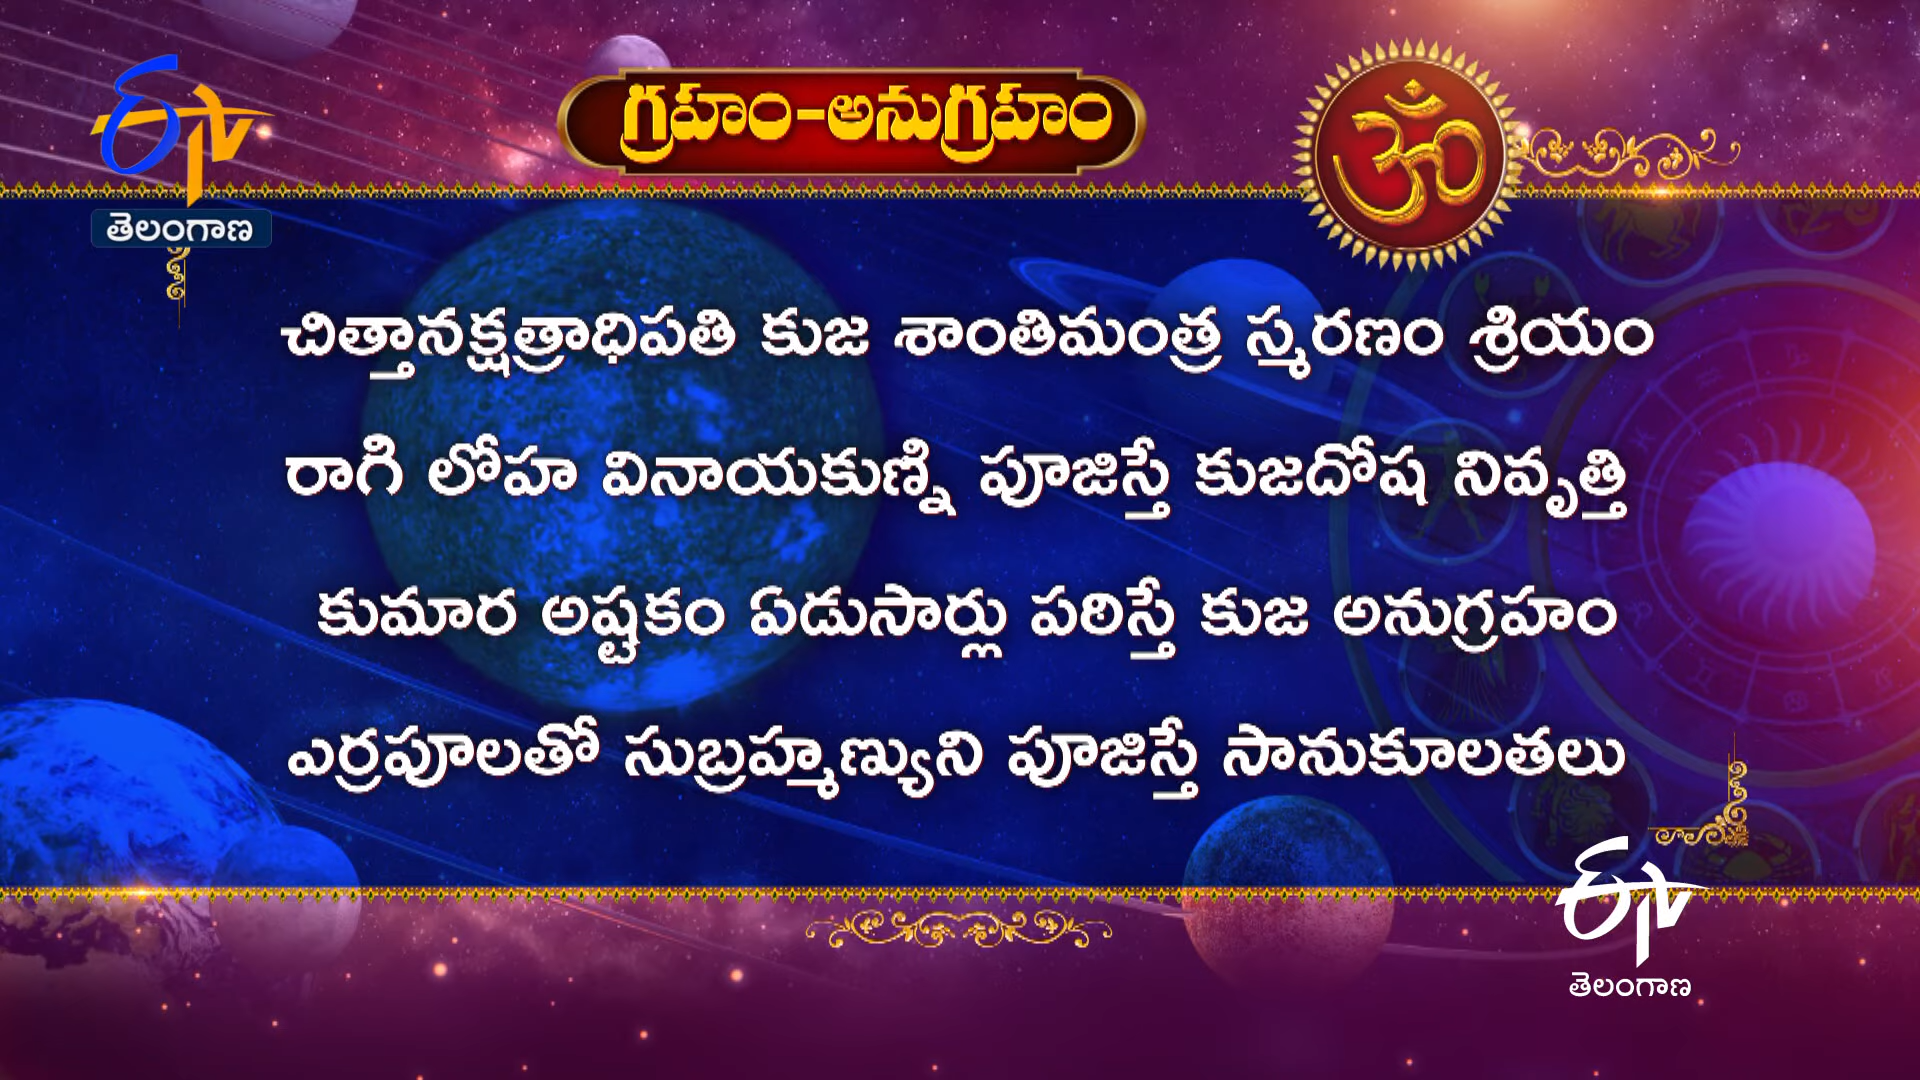 ఈటీవీ
తెలంగాణ
గ్రహం-అనుగ్రహం
ॐ
చిత్తానక్షత్రాధిపతి కుజ శాంతిమంత్ర స్మరణం శ్రియం
రాగి లోహ వినాయకుణ్ని పూజిస్తే కుజదోష నివృత్తి
కుమార అష్టకం ఏడుసార్లు పఠిస్తే కుజ అనుగ్రహం
ఎర్రపూలతో సుబ్రహ్మణ్యుని పూజిస్తే సానుకూలతలు
తెలంగాణ